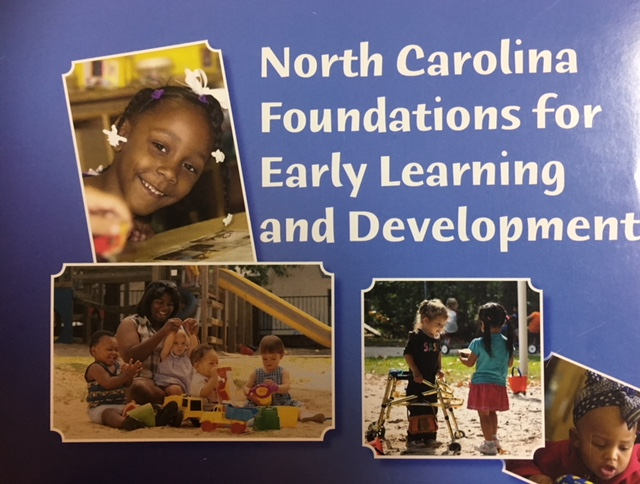 North Carolina
Foundations for
Early Learning
and Development